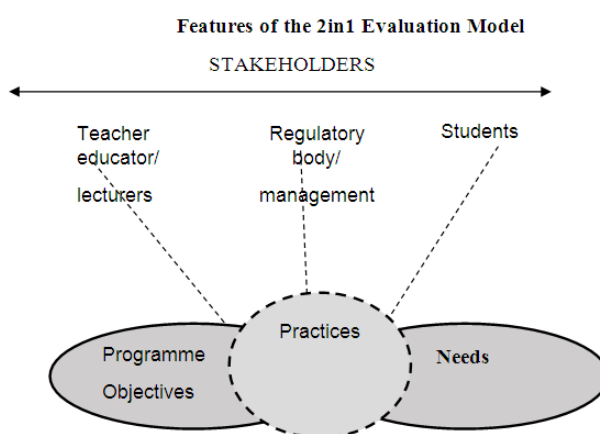 Features of the 2in1 Evaluation Model
STAKEHOLDERS
Teacher
educator/
lecturers
Regulatory
body/
management
Students
Practices
Programme
Objectives
Needs